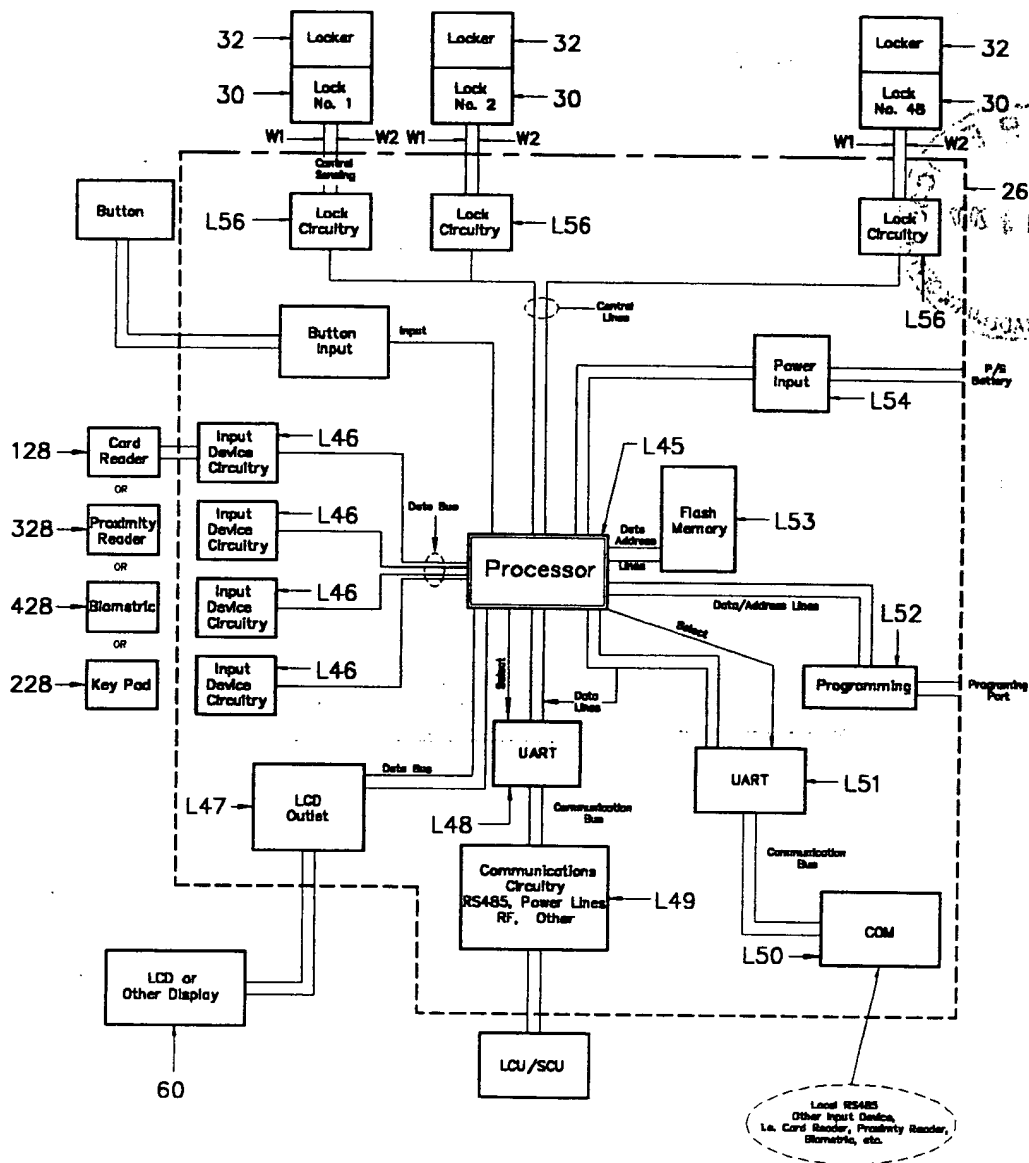 32 Locker Locker 32 Locker 32
30 Lock No. 1 Lock No. 2 30 Lock No. 48 30
W1 W2 W1 W2 W1 W2
Control Sensing
26
Button
L56 Lock Circuitry Lock Circuitry L56 Lock Circuitry
L56
Control Lines
Button Input
Input
Power Input
P/S Battery
L54
128 Card Reader
Input Device Circuitry
L46
OR
328 Proximity Reader
Input Device Circuitry
L46
OR
428 Biometric
Input Device Circuitry
L46
OR
228 Key Pad
Input Device Circuitry
L46
Data Bus
L45
Processor
Data Address Lines
Flash Memory
L53
Data/Address Lines
L52
Programming
Programing Port
Select
Select
Data Lines
UART
L48
UART
L51
Data Bus
L47
LCD Outlet
Communication Bus
Communication Bus
Communications Circuitry
RS485, Power Lines
RF, Other
L49
COM
L50
LCD or Other Display
60
LCU/SCU
Local RS485
Other Input Device,
i.e. Card Reader, Proximity Reader,
Biometric, etc.